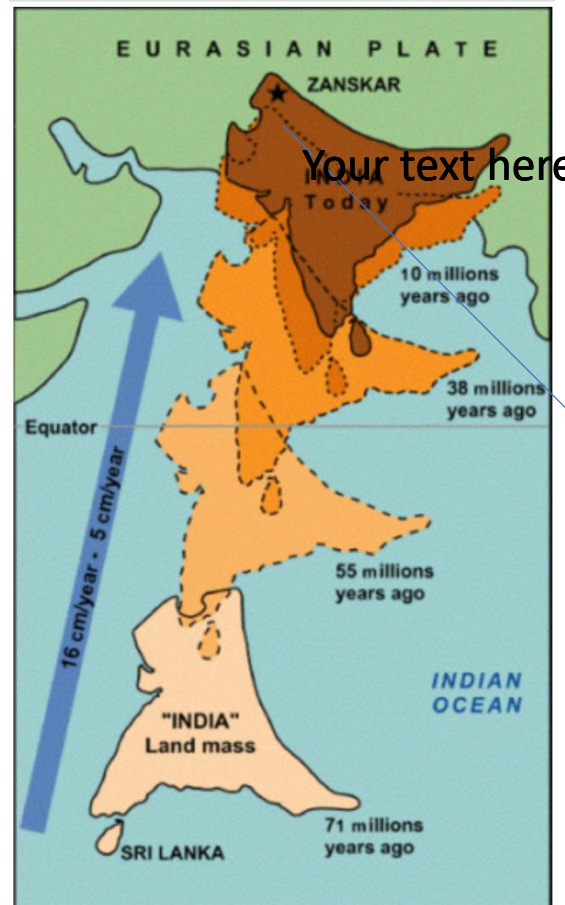 EURASIAN PLATE
ZANSKAR
Your text here
INDIA
Today
10 millions
years ago
38 millions
years ago
Equator
16 cm/year - 5 cm/year
55 millions
years ago
INDIAN
OCEAN
"INDIA"
Land mass
71 millions
years ago
SRI LANKA